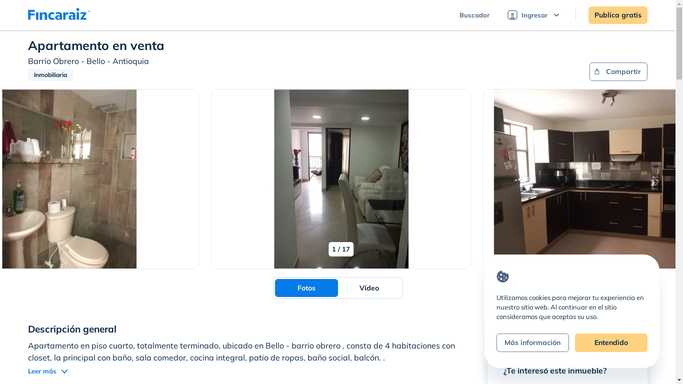 Fincaraíz
Buscador
Ingresar
Publica gratis
Apartamento en venta
Barrio Obrero - Bello - Antioquia
Inmobiliaria
Compartir
1 / 17
Fotos
Video
Utilizamos cookies para mejorar tu experiencia en
nuestro sitio web. Al continuar en el sitio
consideramos que aceptas su uso.
Más información
Entendido
Descripción general
Apartamento en piso cuarto, totalmente terminado, ubicado en Bello - barrio obrero , consta de 4 habitaciones con
closet, la principal con baño, sala comedor, cocina integral, patio de ropas, baño social, balcón. .
Leer más
¿Te interesó este inmueble?